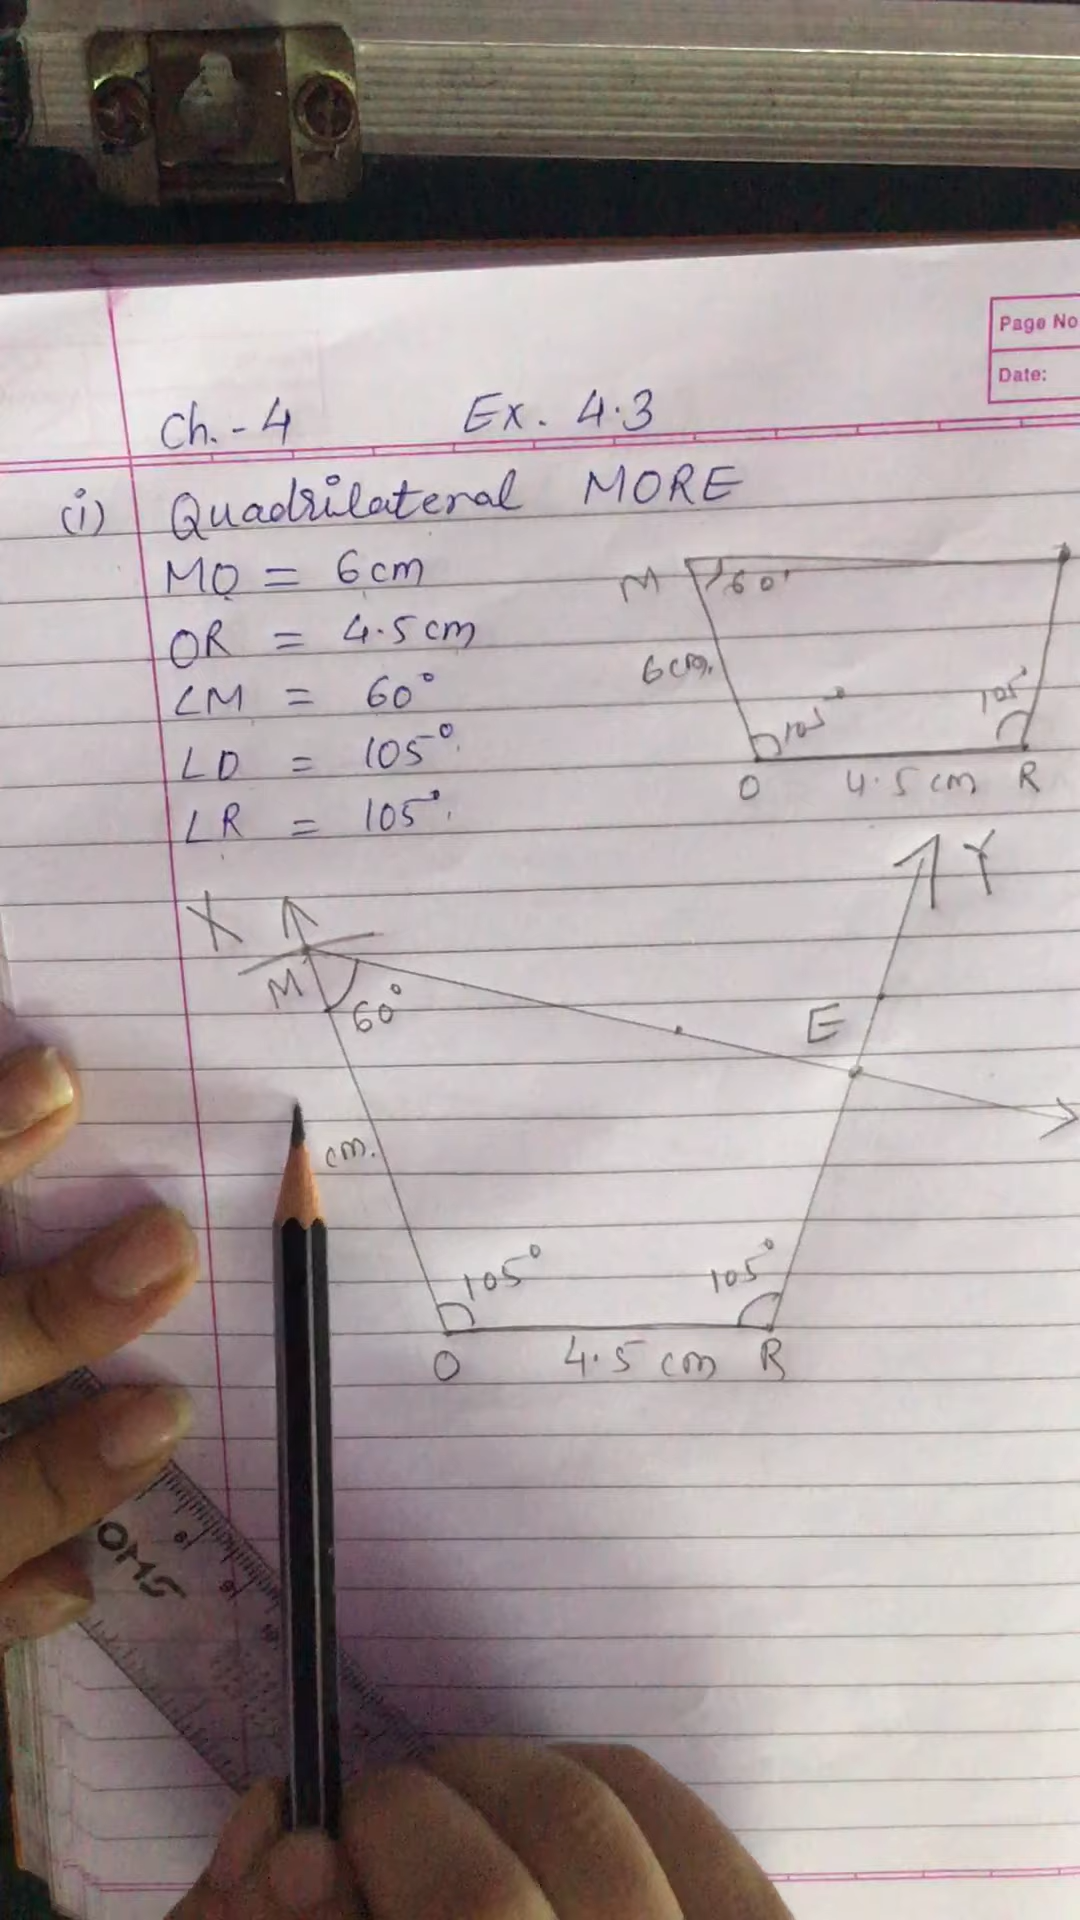 Page No
Date:
Ch. - 4 Ex. 4.3
(i) Quadrilateral MORE
MO = 6cm
OR = 4.5cm
∠M = 60°
∠O = 105°
∠R = 105°
M 60°
6cm.
105° 105°
O 4.5 cm R
X Y
M 60° E
cm.
105° 105°
O 4.5 cm R